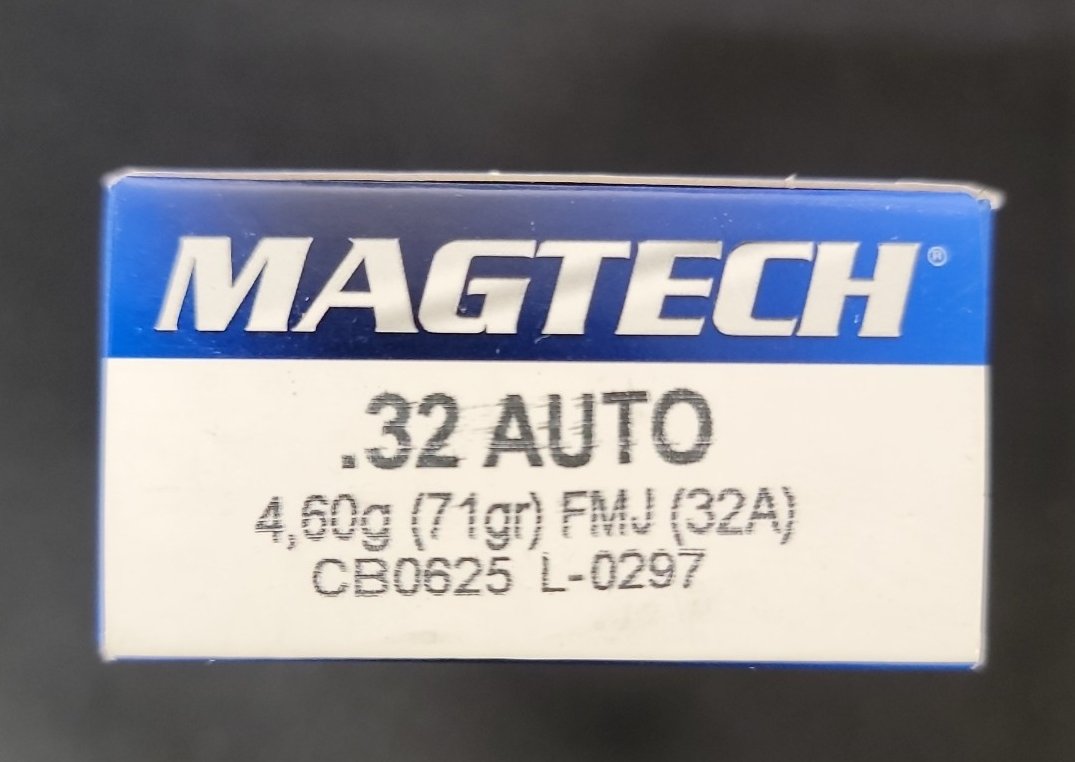 MAGTECH®
.32 AUTO
4,60g (71gr) FMJ (32A)
CB0625 L-0297